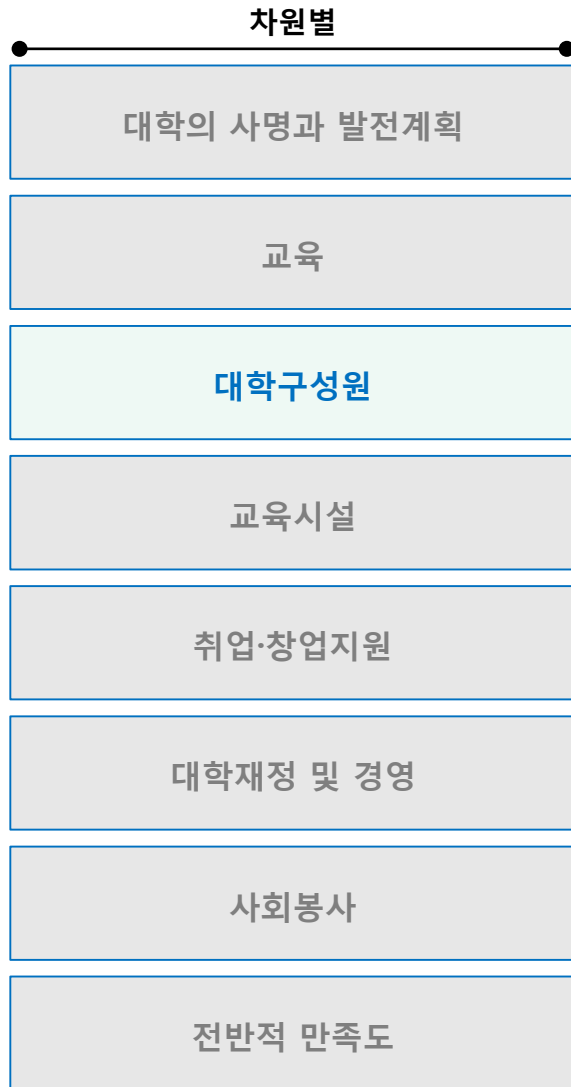 차원별
대학의 사명과 발전계획
교육
대학구성원
교육시설
취업·창업지원
대학재정 및 경영
사회봉사
전반적 만족도